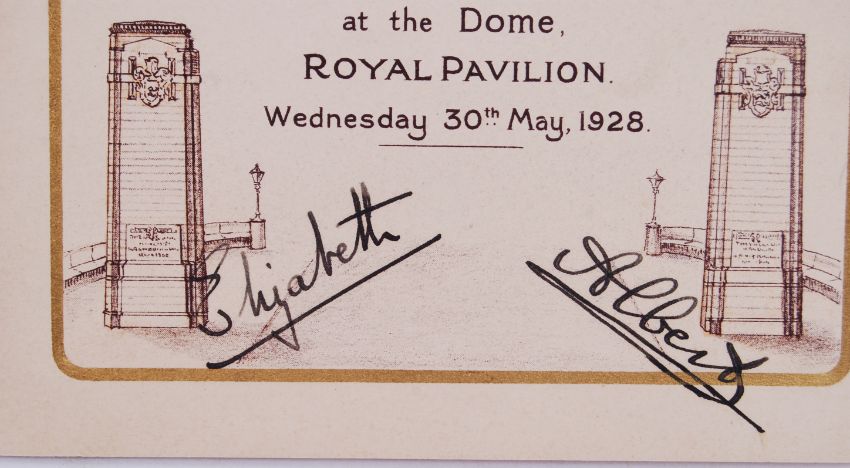 at the Dome,
ROYAL PAVILION.
Wednesday 30th May, 1928.
Elizabeth
Albert